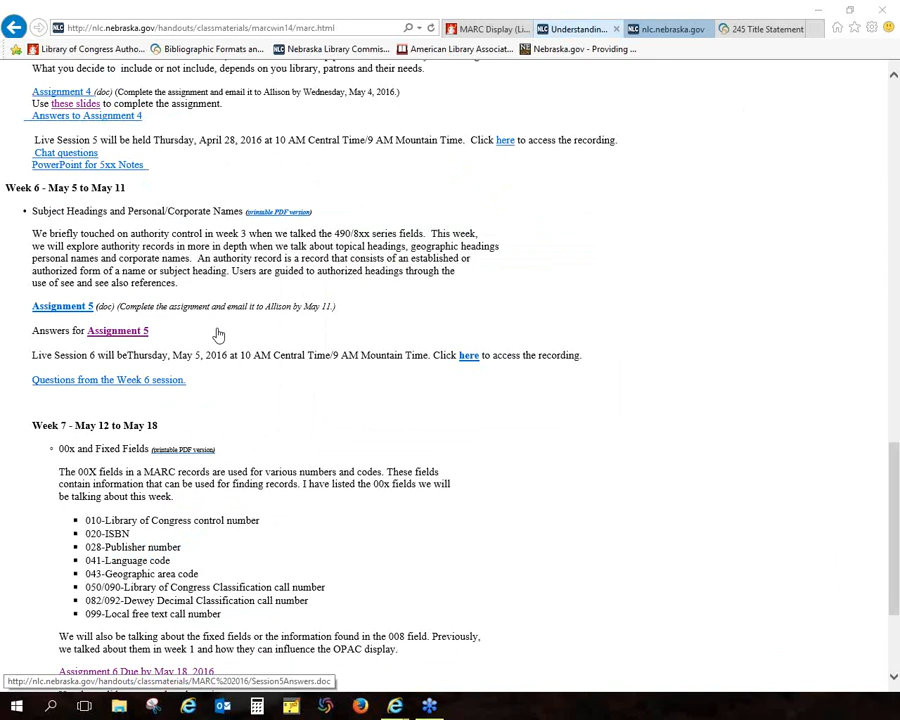 http://nlc.nebraska.gov/handouts/classmaterials/marcwin14/marc.html
MARC Display (Li...
Understanding...
nlc.nebraska.gov
245 Title Statement
Library of Congress Autho...
Bibliographic Formats an...
Nebraska Library Commis...
American Library Associat...
Nebraska.gov - Providing ...
What you decide to include or not include, depends on you library, patrons and their needs.
Assignment 4 (doc) (Complete the assignment and email it to Allison by Wednesday, May 4, 2016.)
Use these slides to complete the assignment.
Answers to Assignment 4
Live Session 5 will be held Thursday, April 28, 2016 at 10 AM Central Time/9 AM Mountain Time. Click here to access the recording.
Chat questions
PowerPoint for 5xx Notes
Week 6 - May 5 to May 11
• Subject Headings and Personal/Corporate Names (printable PDF version)
We briefly touched on authority control in week 3 when we talked the 490/8xx series fields. This week,
we will explore authority records in more in depth when we talk about topical headings, geographic headings
personal names and corporate names. An authority record is a record that consists of an established or
authorized form of a name or subject heading. Users are guided to authorized headings through the
use of see and see also references.
Assignment 5 (doc) (Complete the assignment and email it to Allison by May 11.)
Answers for Assignment 5
Live Session 6 will beThursday, May 5, 2016 at 10 AM Central Time/9 AM Mountain Time. Click here to access the recording.
Questions from the Week 6 session.
Week 7 - May 12 to May 18
◦ 00x and Fixed Fields (printable PDF version)
The 00X fields in a MARC records are used for various numbers and codes. These fields
contain information that can be used for finding records. I have listed the 00x fields we will
be talking about this week.
▪ 010-Library of Congress control number
▪ 020-ISBN
▪ 028-Publisher number
▪ 041-Language code
▪ 043-Geographic area code
▪ 050/090-Library of Congress Classification call number
▪ 082/092-Dewey Decimal Classification call number
▪ 099-Local free text call number
We will also be talking about the fixed fields or the information found in the 008 field. Previously,
we talked about them in week 1 and how they can influence the OPAC display.
Assignment 6 Due by May 18, 2016
http://nlc.nebraska.gov/handouts/classmaterials/MARC%202016/Session5Answers.doc